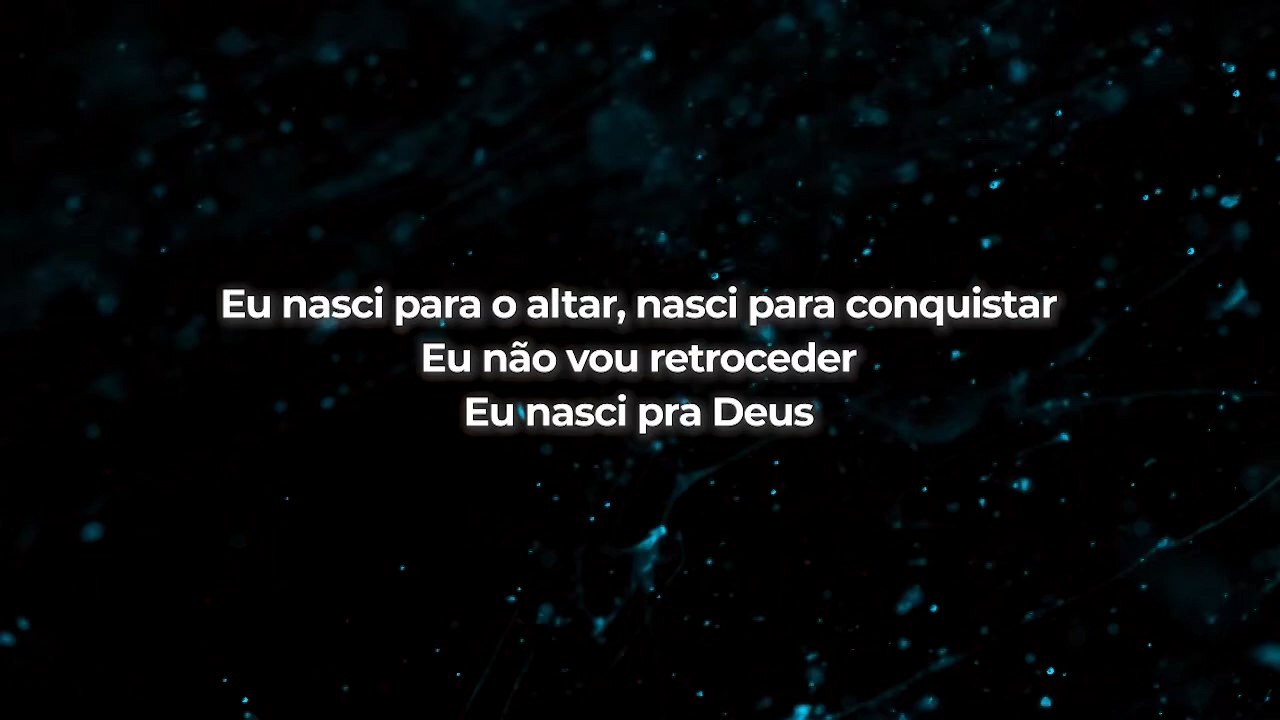 Eu nasci para o altar, nasci para conquistar
Eu não vou retroceder
Eu nasci pra Deus